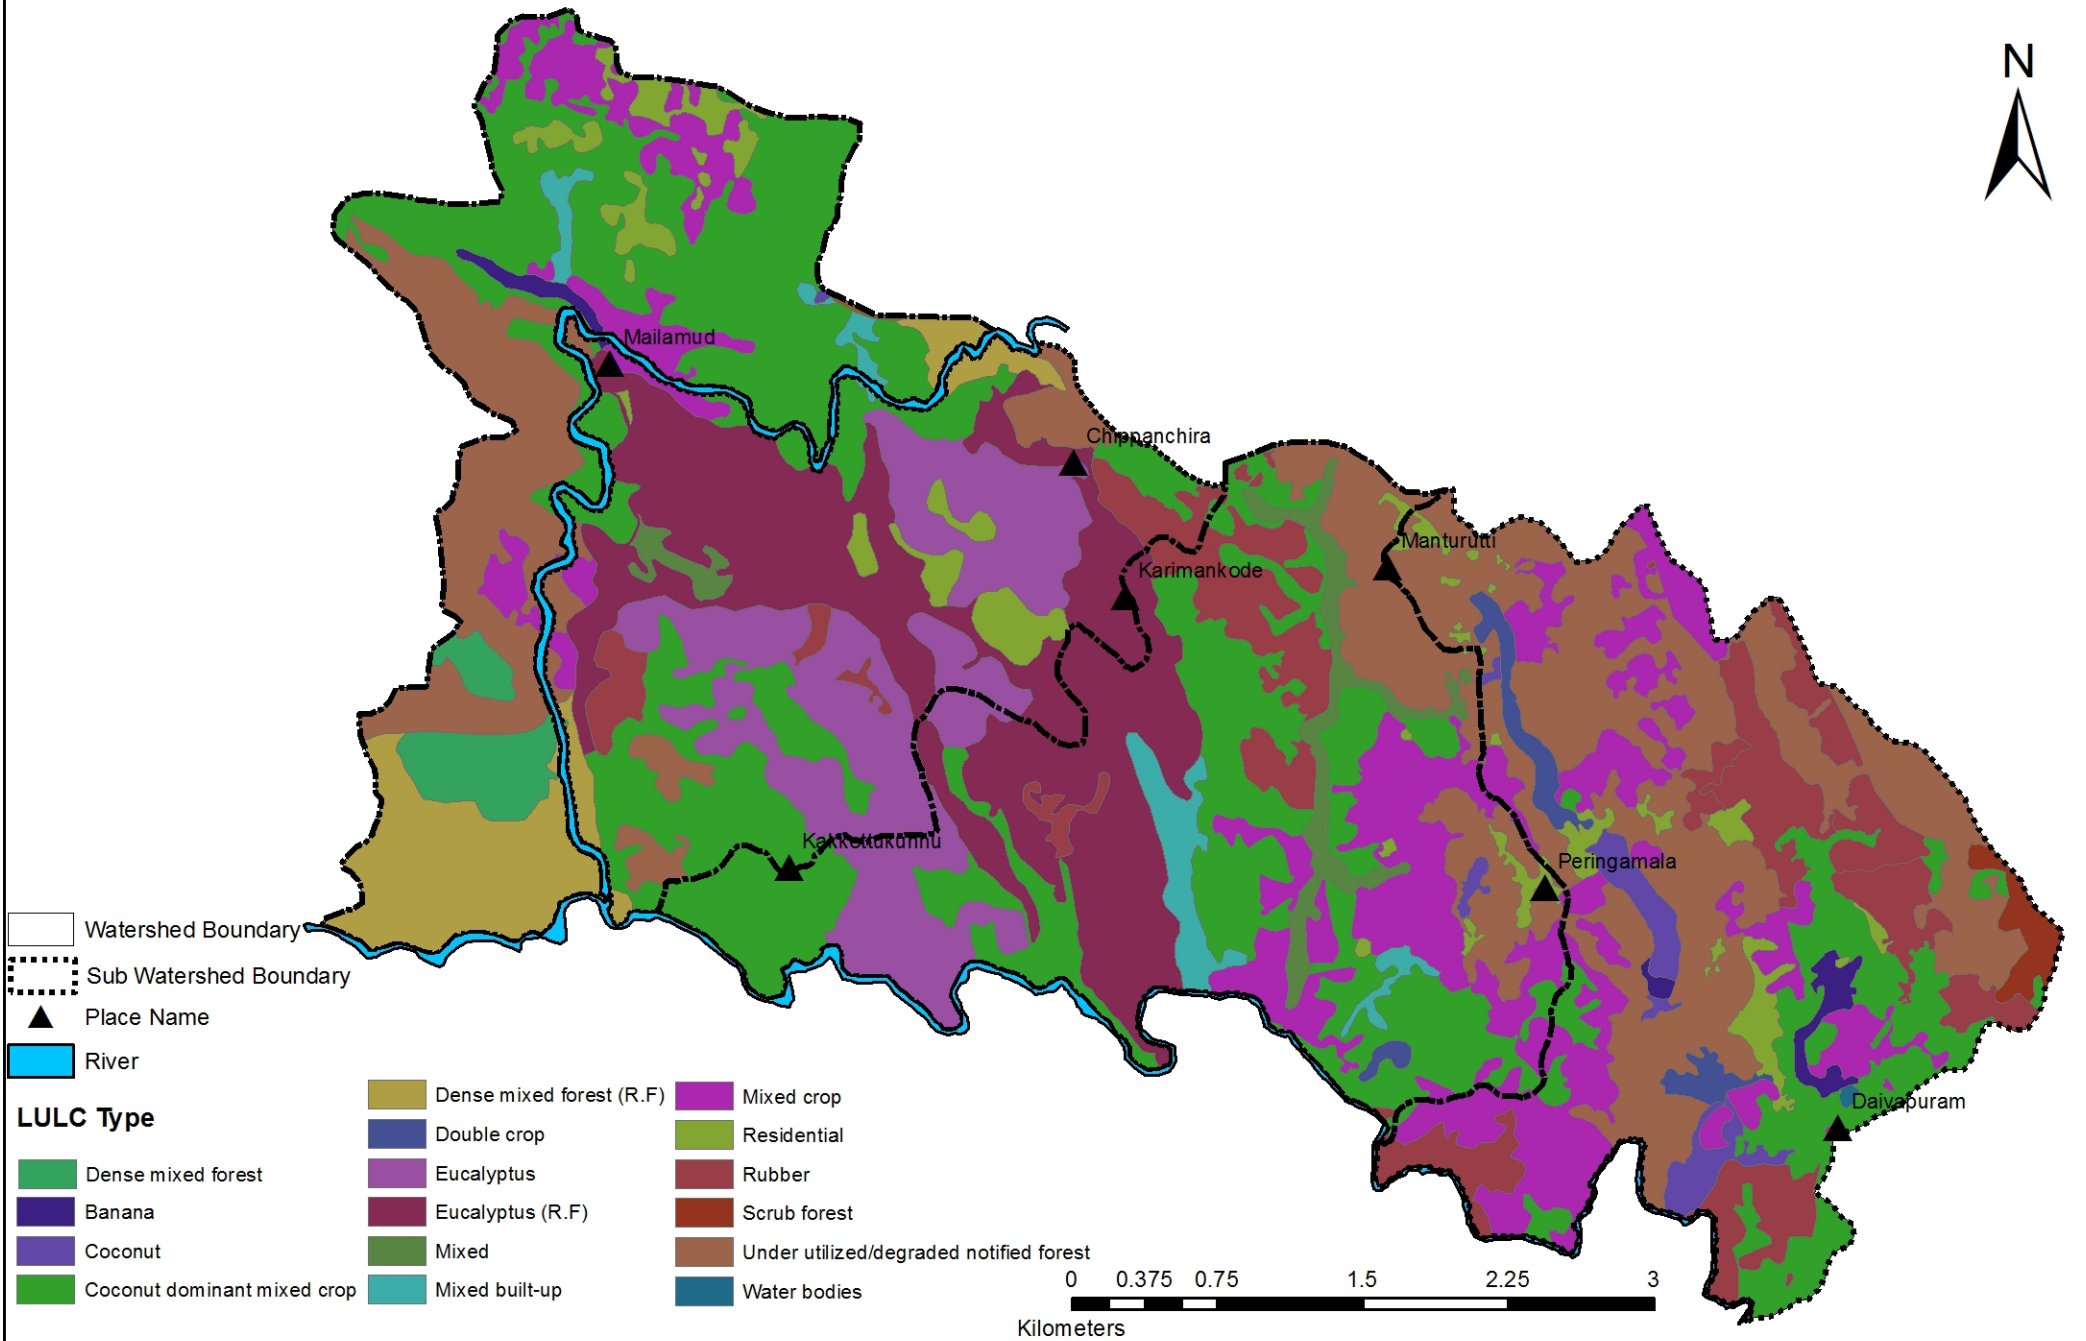 N
Mailamud
Chippanchira
Manturutti
Karimankode
Kakkottukunnu
Peringamala
Daivapuram
Watershed Boundary
Sub Watershed Boundary
Place Name
River
LULC Type
Dense mixed forest
Banana
Coconut
Coconut dominant mixed crop
Dense mixed forest (R.F)
Double crop
Eucalyptus
Eucalyptus (R.F)
Mixed
Mixed built-up
Mixed crop
Residential
Rubber
Scrub forest
Under utilized/degraded notified forest
Water bodies
0 0.375 0.75 1.5 2.25 3
Kilometers